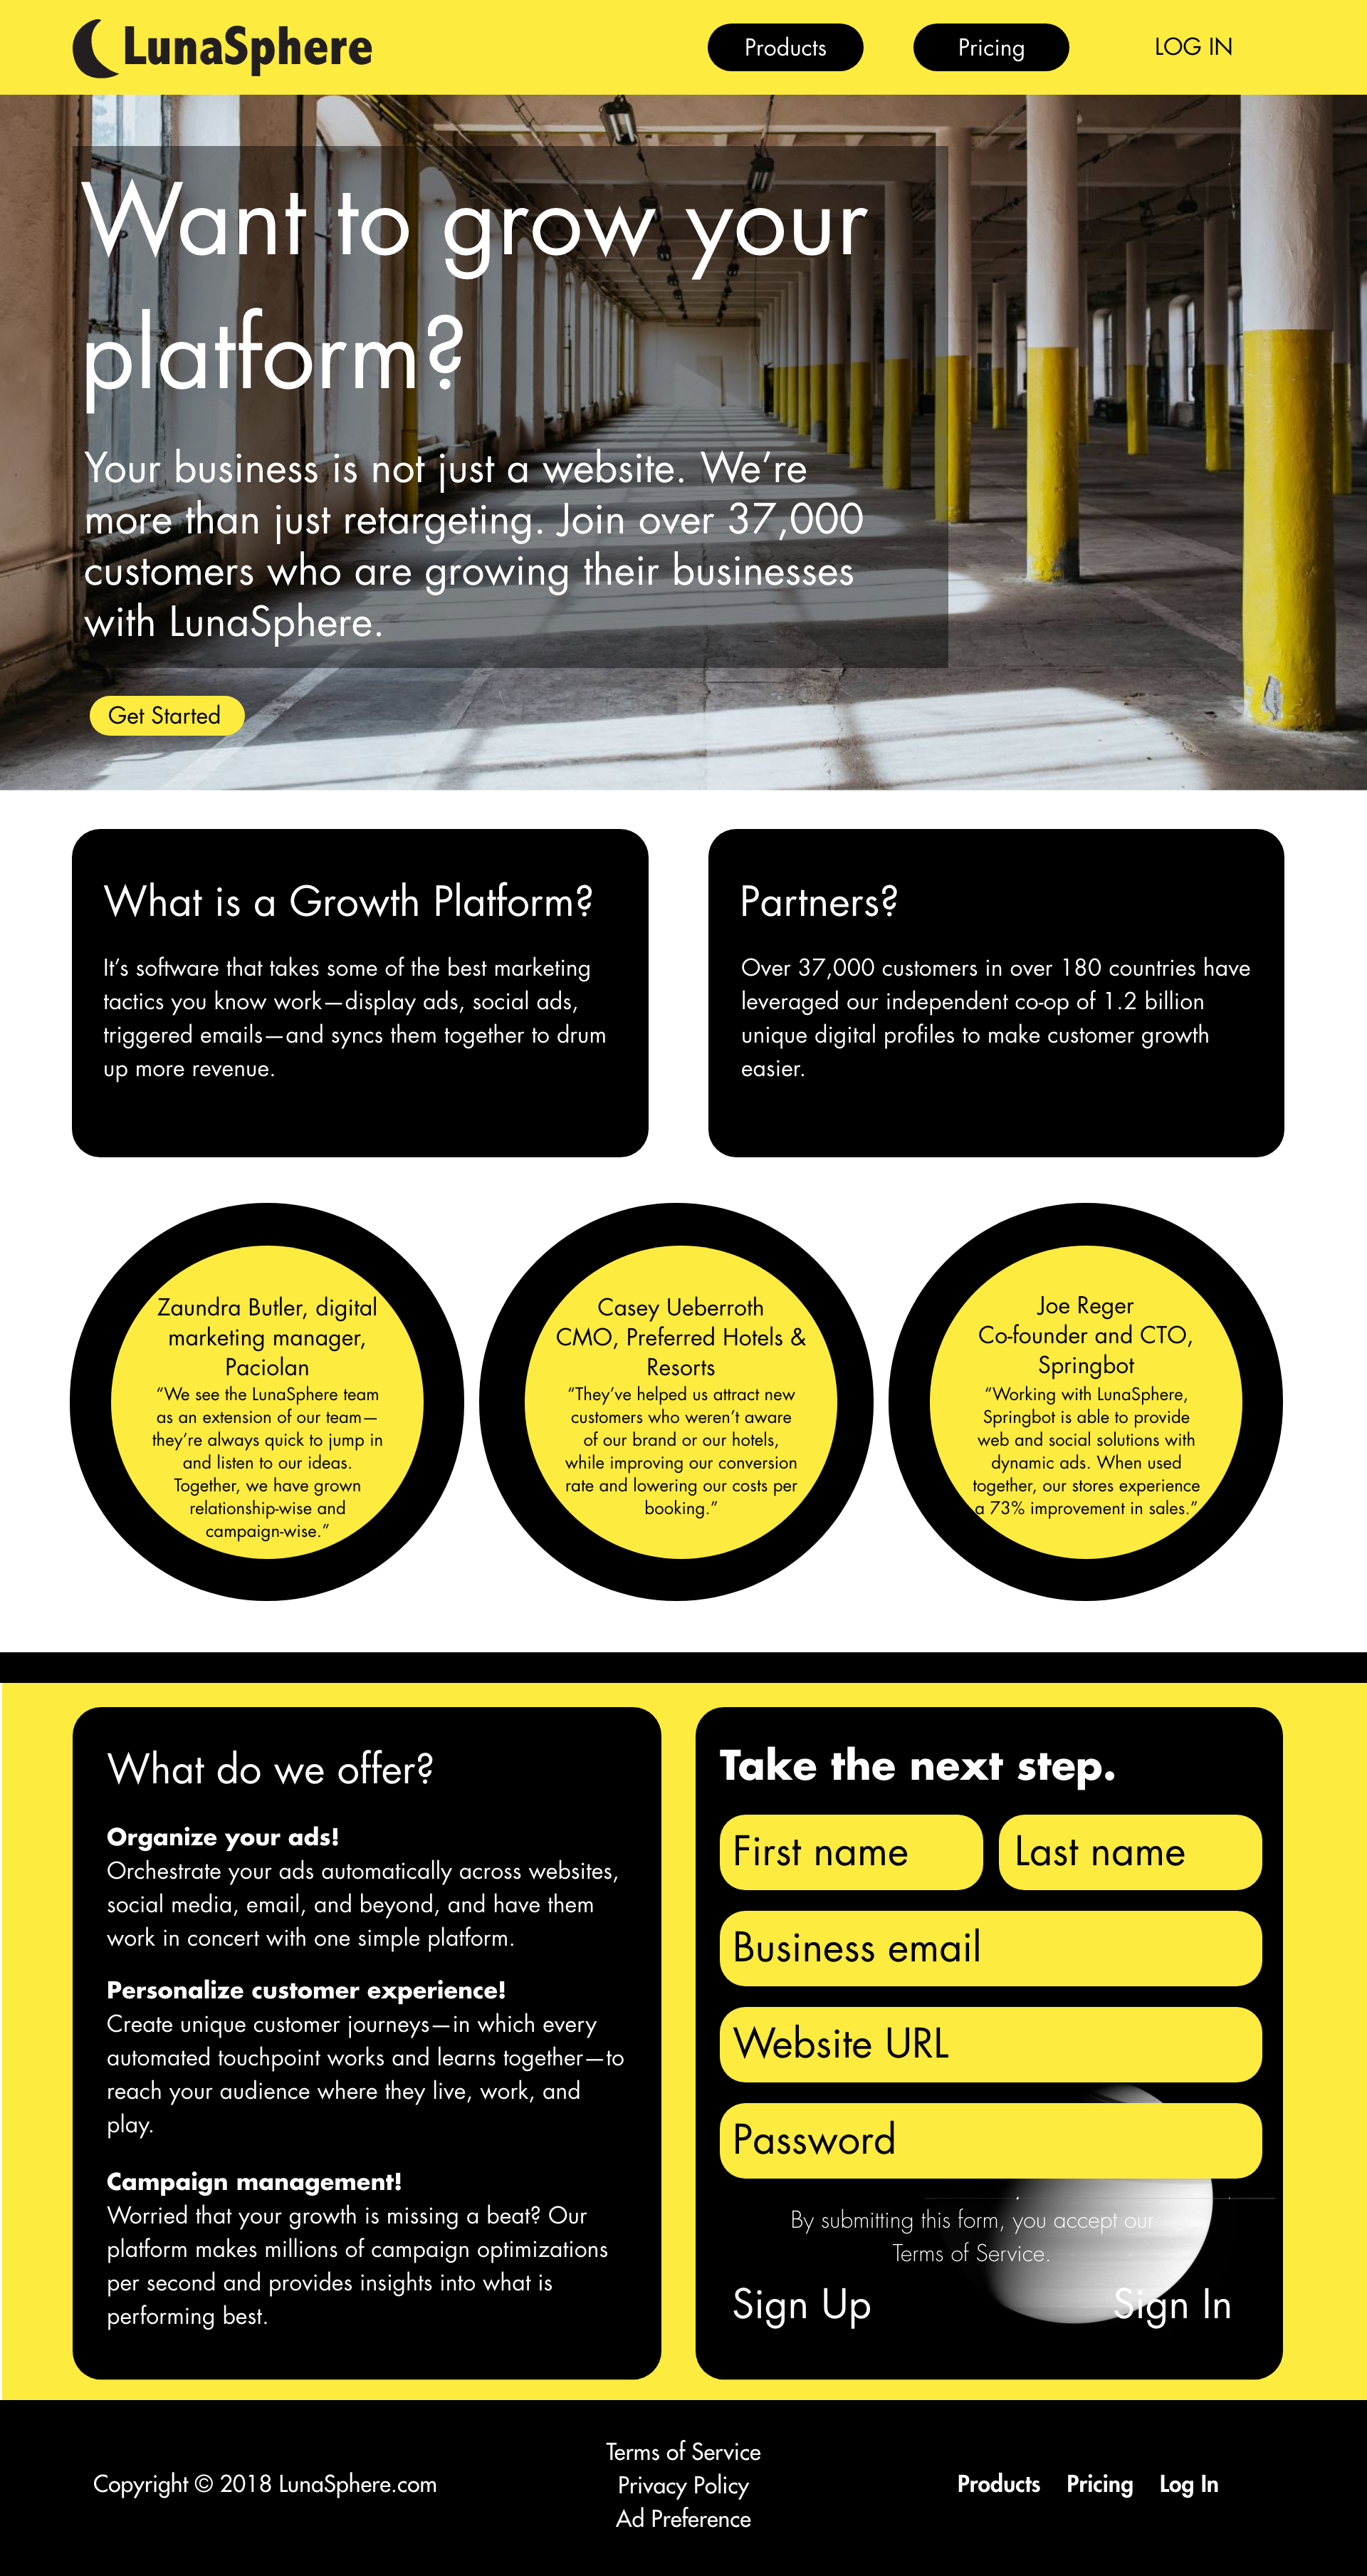 LunaSphere
Products
Pricing
LOG IN
Want to grow your
platform?
Your business is not just a website. We’re
more than just retargeting. Join over 37,000
customers who are growing their businesses
with LunaSphere.
Get Started
What is a Growth Platform?
It’s software that takes some of the best marketing
tactics you know work—display ads, social ads,
triggered emails—and syncs them together to drum
up more revenue.
Partners?
Over 37,000 customers in over 180 countries have
leveraged our independent co-op of 1.2 billion
unique digital profiles to make customer growth
easier.
Zaundra Butler, digital
marketing manager,
Paciolan
“We see the LunaSphere team
as an extension of our team—
they’re always quick to jump in
and listen to our ideas.
Together, we have grown
relationship-wise and
campaign-wise.”
Casey Ueberroth
CMO, Preferred Hotels &
Resorts
“They’ve helped us attract new
customers who weren’t aware
of our brand or our hotels,
while improving our conversion
rate and lowering our costs per
booking.”
Joe Reger
Co-founder and CTO,
Springbot
“Working with LunaSphere,
Springbot is able to provide
web and social solutions with
dynamic ads. When used
together, our stores experience
a 73% improvement in sales.”
What do we offer?
Organize your ads!
Orchestrate your ads automatically across websites,
social media, email, and beyond, and have them
work in concert with one simple platform.
Personalize customer experience!
Create unique customer journeys—in which every
automated touchpoint works and learns together—to
reach your audience where they live, work, and
play.
Campaign management!
Worried that your growth is missing a beat? Our
platform makes millions of campaign optimizations
per second and provides insights into what is
performing best.
Take the next step.
First name
Last name
Business email
Website URL
Password
By submitting this form, you accept our
Terms of Service.
Sign Up
Sign In
Copyright © 2018 LunaSphere.com
Terms of Service
Privacy Policy
Ad Preference
Products
Pricing
Log In